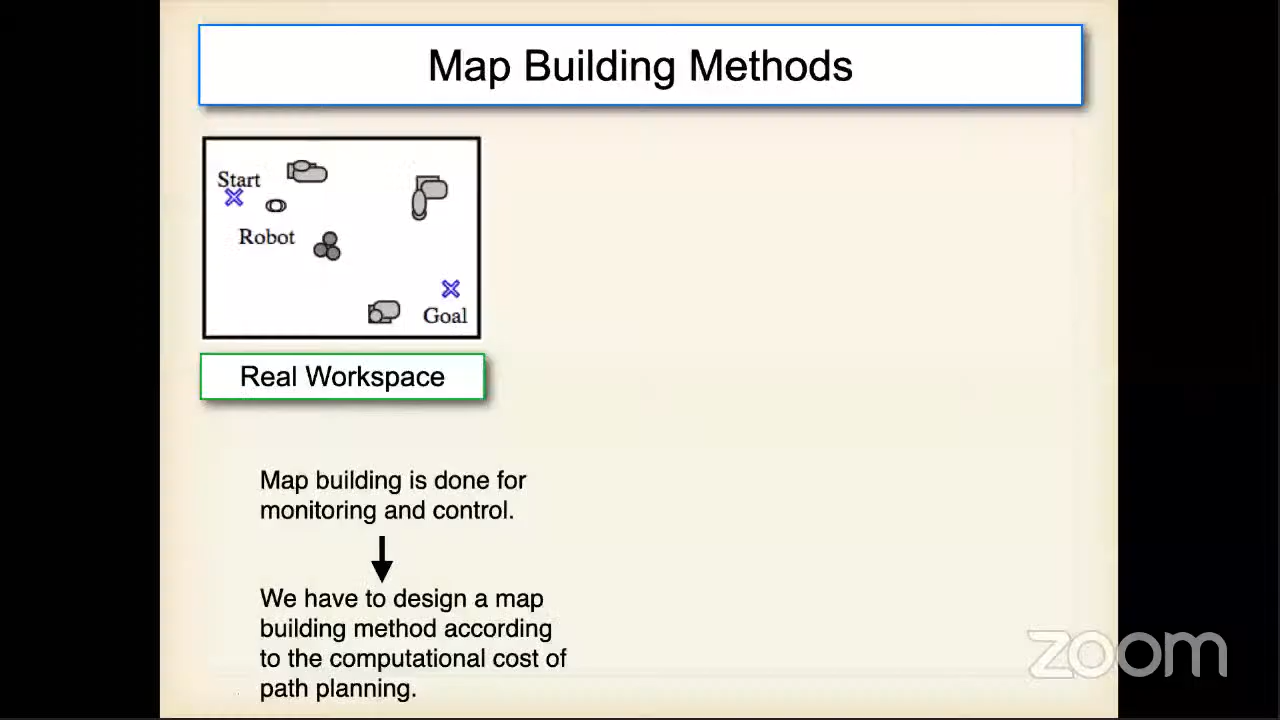 Map Building Methods
Start
Robot
Goal
Real Workspace
Map building is done for
monitoring and control.
We have to design a map
building method according
to the computational cost of
path planning.
zoom